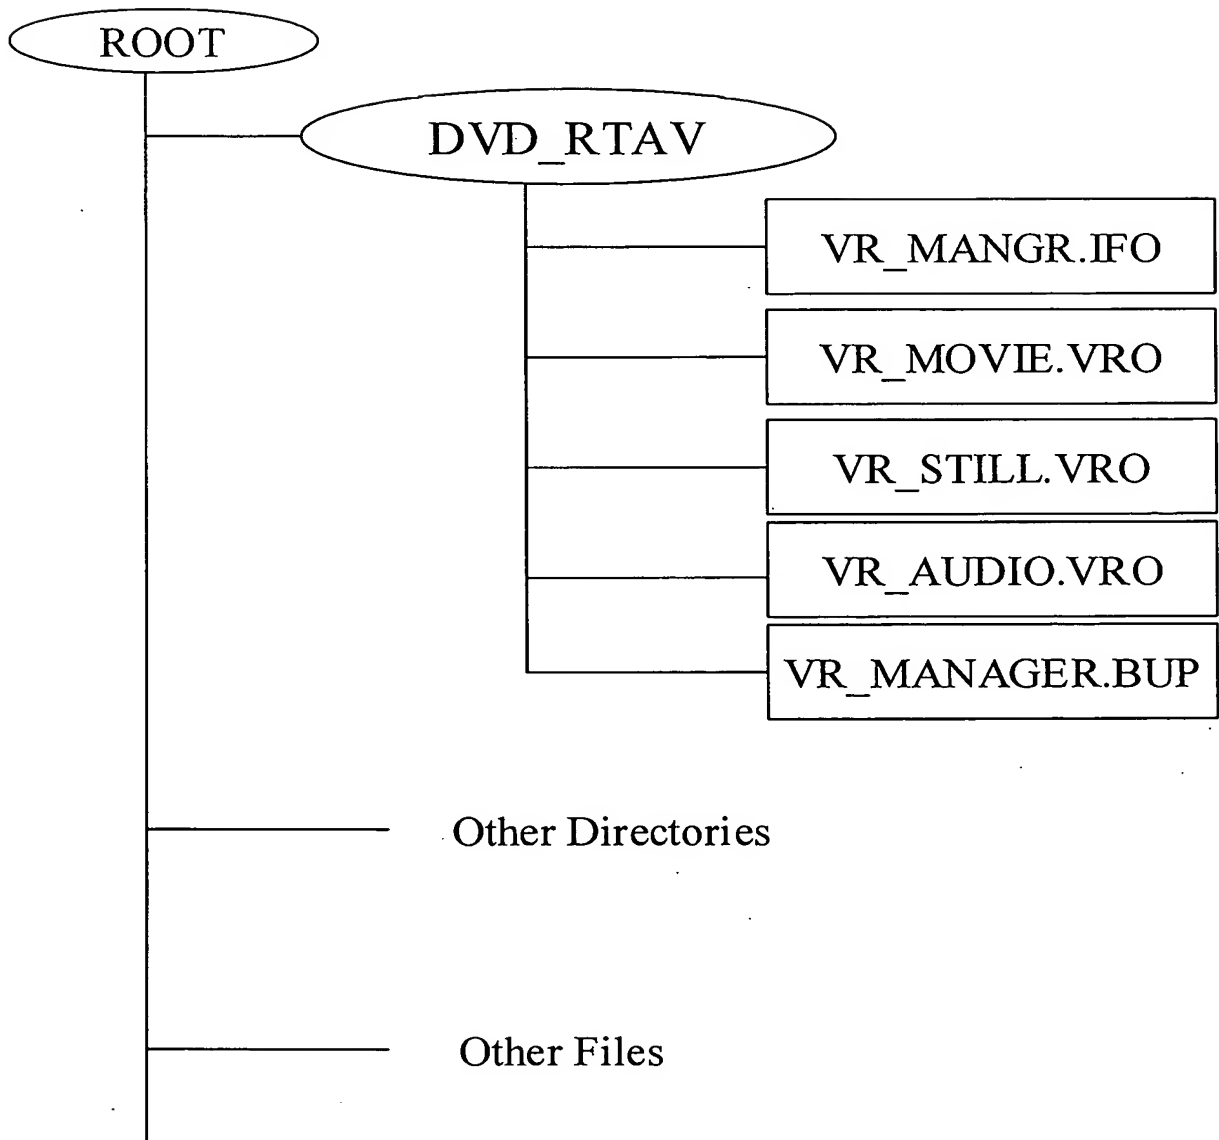 ROOT
DVD_RTAV
VR_MANGR.IFO
VR_MOVIE.VRO
VR_STILL.VRO
VR_AUDIO.VRO
VR_MANAGER.BUP
Other Directories
Other Files